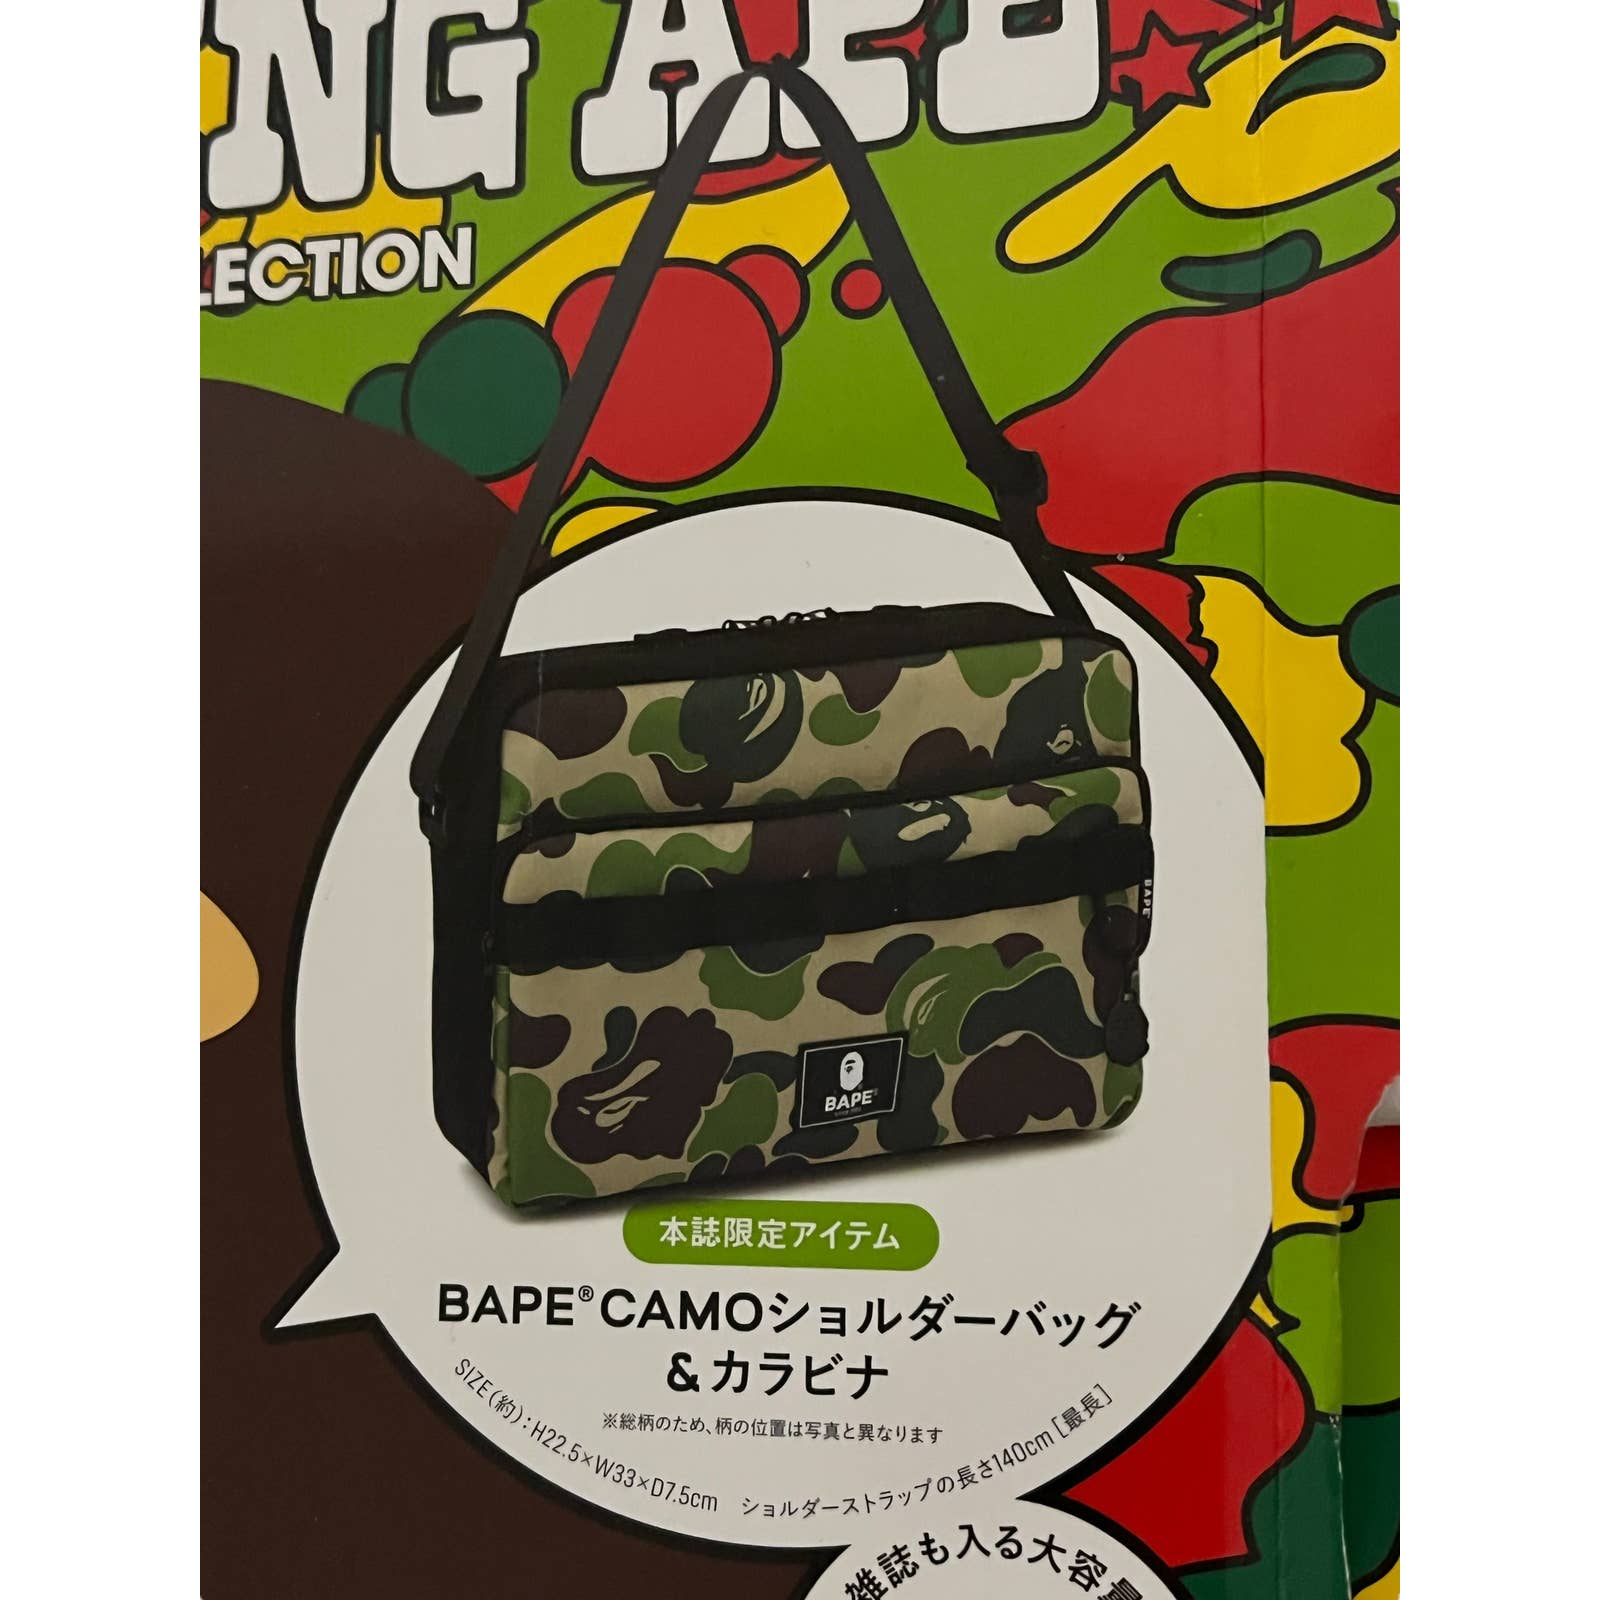 NG APE
LECTION
BAPE®
BAPE®
本誌限定アイテム
BAPE®CAMOショルダーバッグ
&カラビナ
※総柄のため、柄の位置は写真と異なります
SIZE(約):H22.5×W33×D7.5cm ショルダーストラップの長さ140cm[最長]
雑誌も入る大容量